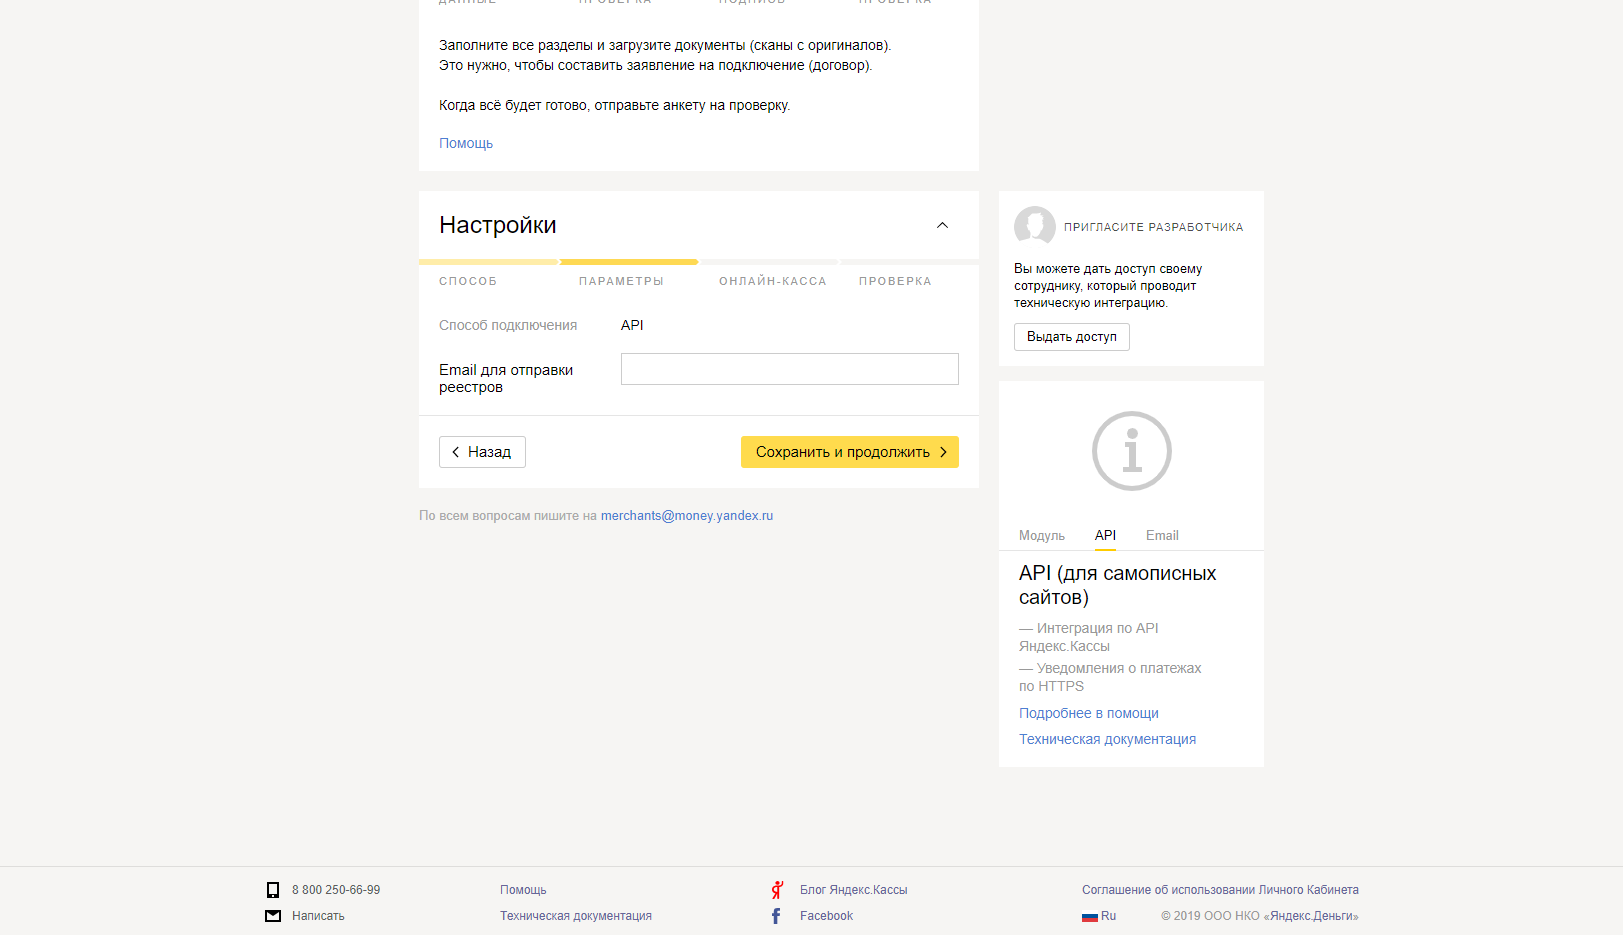 ДАННЫЕ ПРОВЕРКА ПОДПИСЬ ПРОВЕРКА
Заполните все разделы и загрузите документы (сканы с оригиналов).
Это нужно, чтобы составить заявление на подключение (договор).
Когда всё будет готово, отправьте анкету на проверку.
Помощь
Настройки
СПОСОБ ПАРАМЕТРЫ ОНЛАЙН-КАССА ПРОВЕРКА
Способ подключения API
Email для отправки
реестров
Назад Сохранить и продолжить
По всем вопросам пишите на merchants@money.yandex.ru
ПРИГЛАСИТЕ РАЗРАБОТЧИКА
Вы можете дать доступ своему
сотруднику, который проводит
техническую интеграцию.
Выдать доступ
Модуль API Email
API (для самописных
сайтов)
— Интеграция по API
Яндекс.Кассы
— Уведомления о платежах
по HTTPS
Подробнее в помощи
Техническая документация
8 800 250-66-99 Помощь Блог Яндекс.Кассы Соглашение об использовании Личного Кабинета
Написать Техническая документация Facebook Ru © 2019 ООО НКО «Яндекс.Деньги»